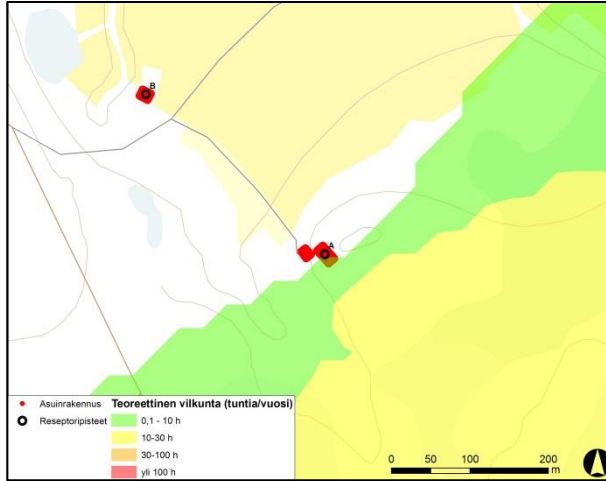 B
A
Asuinrakennus
Reseptoripisteet
Teoreettinen vilkunta (tuntia/vuosi)
0,1 - 10 h
10-30 h
30-100 h
yli 100 h
0 50 100 200
m